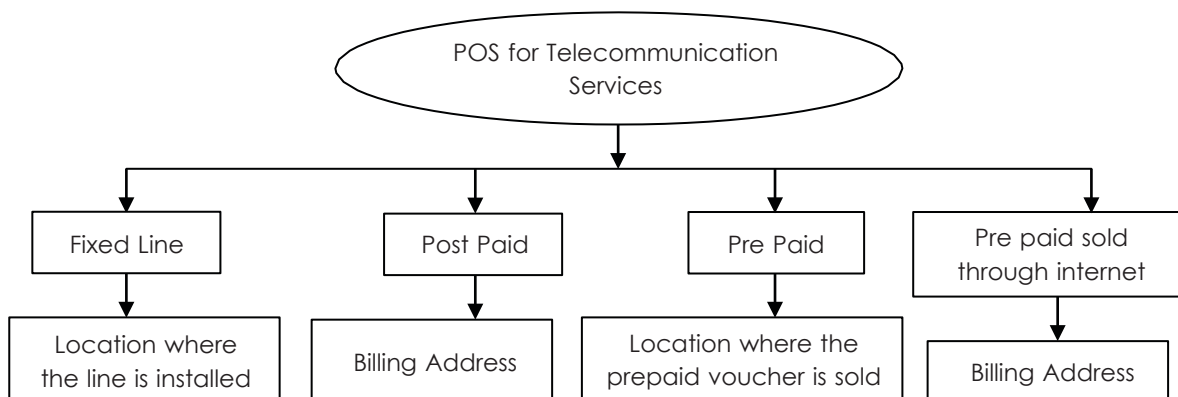 POS for Telecommunication
Services
Fixed Line
Post Paid
Pre Paid
Pre paid sold
through internet
Location where
the line is installed
Billing Address
Location where the
prepaid voucher is sold
Billing Address